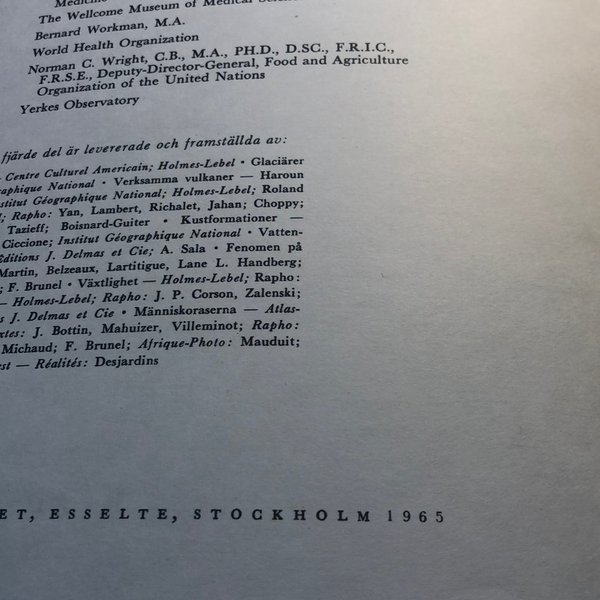 Medicine
The Wellcome Museum of Medical
Bernard Workman, M.A.
World Health Organization
Norman C. Wright, C.B., M.A., PH.D., D.SC., F.R.I.C.,
F.R.S.E., Deputy-Director-General, Food and Agriculture
Organization of the United Nations
Yerkes Observatory
fjärde del är levererade och framställda av:
— Centre Culturel Americain; Holmes-Lebel • Glaciärer
graphique National • Verksamma vulkaner — Haroun
nstitut Géographique National; Holmes-Lebel; Roland
; Rapho: Yan, Lambert, Richalet, Jahan; Choppy;
Tazieff; Boisnard-Guiter • Kustformationer —
Ciccione; Institut Géographique National • Vatten-
Editions J. Delmas et Cie; A. Sala • Fenomen på
Martin, Belzeaux, Lartitigue, Lane L. Handberg;
; F. Brunel • Växtlighet — Holmes-Lebel; Rapho:
— Holmes-Lebel; Rapho: J. P. Corson, Zalenski;
s J. Delmas et Cie • Människoraserna — Atlas-
xtes: J. Bottin, Mahuizer, Villeminot; Rapho:
Michaud; F. Brunel; Afrique-Photo: Mauduit;
st — Réalités: Desjardins
ET, ESSELTE, STOCKHOLM 1965